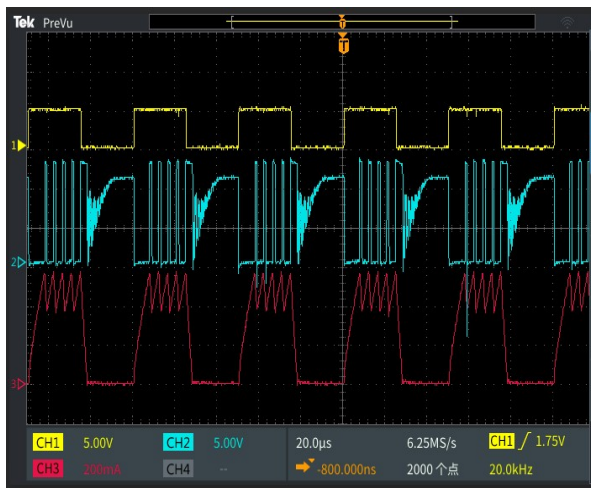 Tek PreVu
T
T
1
2
3
CH1 5.00V CH2 5.00V 20.0µs 6.25MS/s CH1 / 1.75V
CH3 200mA CH4 -- -800.000ns 2000 个点 20.0kHz